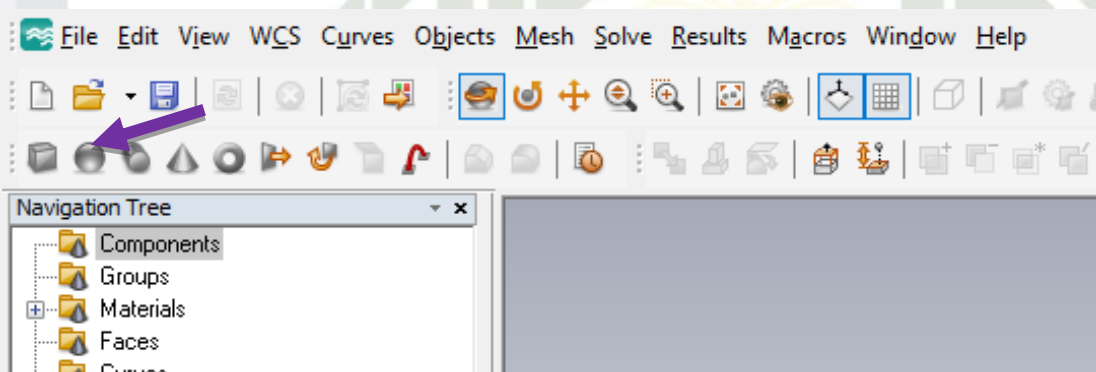 File Edit View WCS Curves Objects Mesh Solve Results Macros Window Help
Navigation Tree
Components
Groups
Materials
Faces